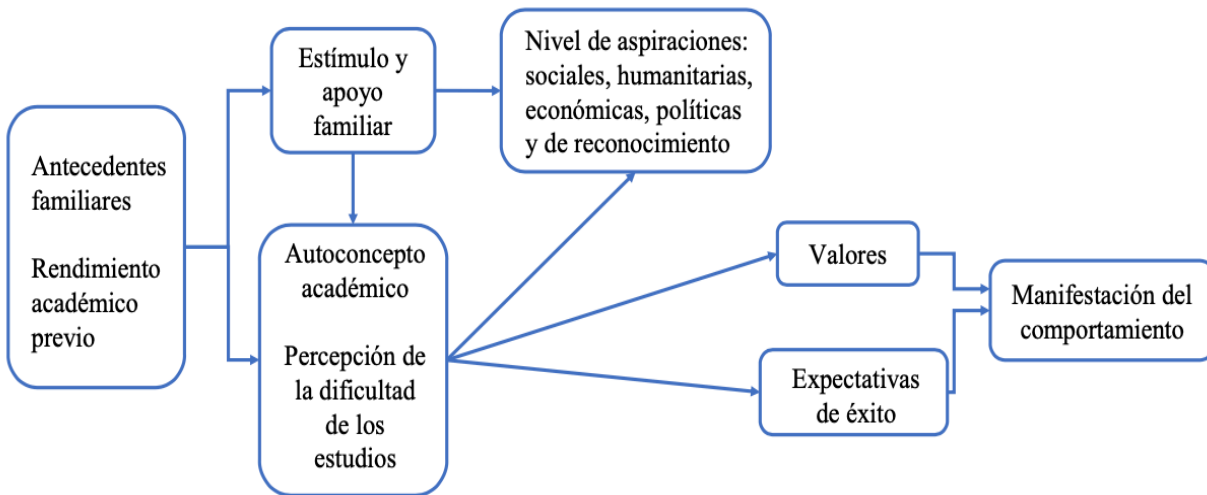 Antecedentes
familiares
Rendimiento
académico
previo
Estímulo y
apoyo
familiar
Autoconcepto
académico
Percepción de
la dificultad
de los
estudios
Nivel de aspiraciones:
sociales, humanitarias,
económicas, políticas
y de reconocimiento
Valores
Expectativas
de éxito
Manifestación del
comportamiento